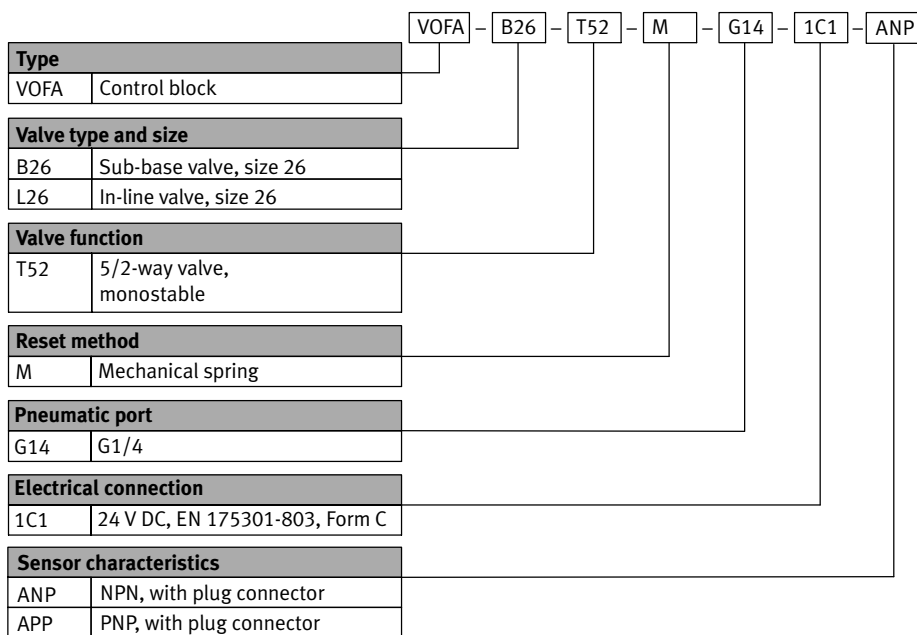 VOFA – B26 – T52 – M – G14 – 1C1 – ANP
Type
VOFA Control block
Valve type and size
B26 Sub-base valve, size 26
L26 In-line valve, size 26
Valve function
T52 5/2-way valve,
monostable
Reset method
M Mechanical spring
Pneumatic port
G14 G1/4
Electrical connection
1C1 24 V DC, EN 175301-803, Form C
Sensor characteristics
ANP NPN, with plug connector
APP PNP, with plug connector